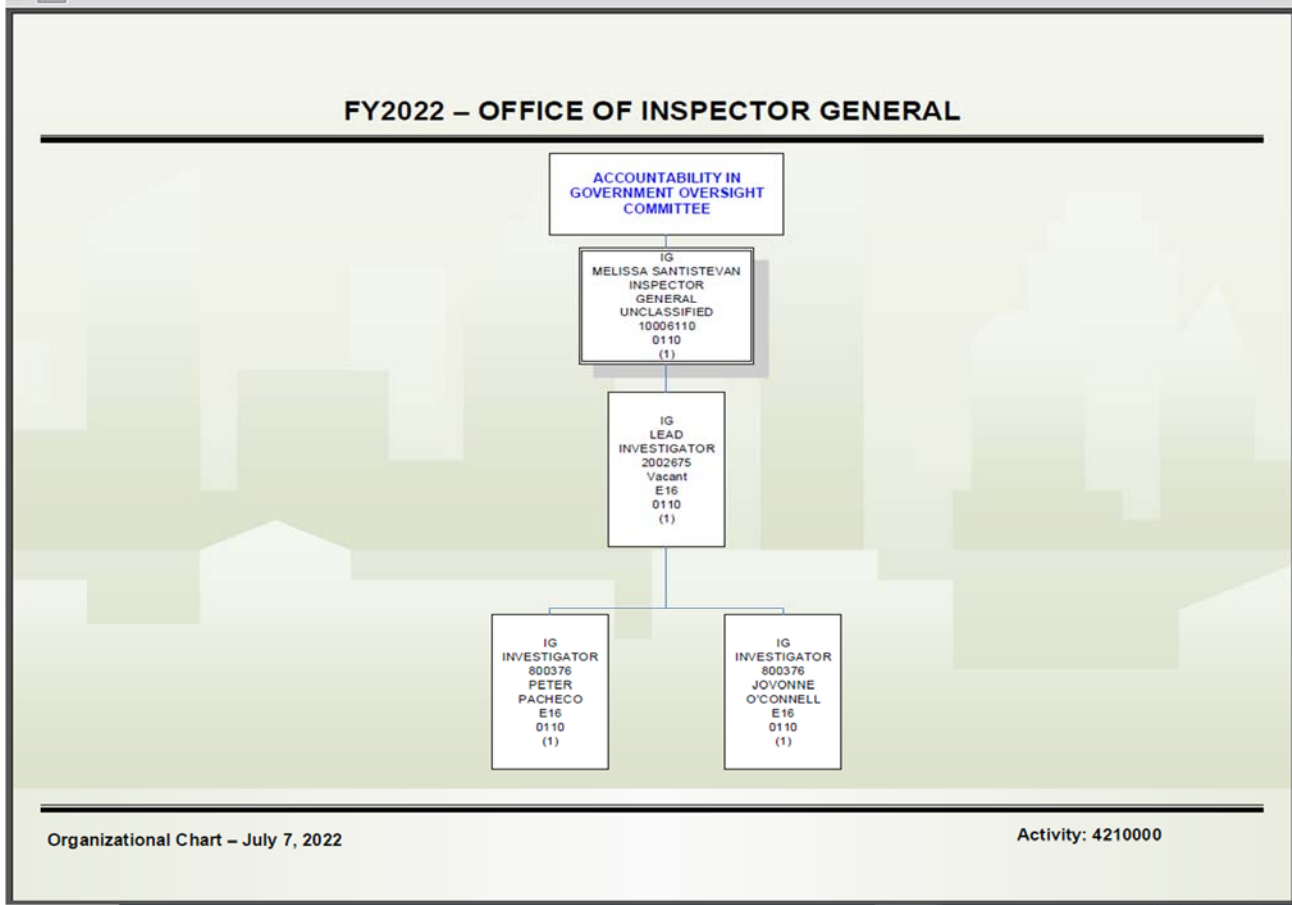 FY2022 – OFFICE OF INSPECTOR GENERAL
ACCOUNTABILITY IN
GOVERNMENT OVERSIGHT
COMMITTEE
IG
MELISSA SANTISTEVAN
INSPECTOR
GENERAL
UNCLASSIFIED
10006110
0110
(1)
IG
LEAD
INVESTIGATOR
2002675
Vacant
E16
0110
(1)
IG
INVESTIGATOR
800376
PETER
PACHECO
E16
0110
(1)
IG
INVESTIGATOR
800376
JOVONNE
O'CONNELL
E16
0110
(1)
Organizational Chart – July 7, 2022
Activity: 4210000